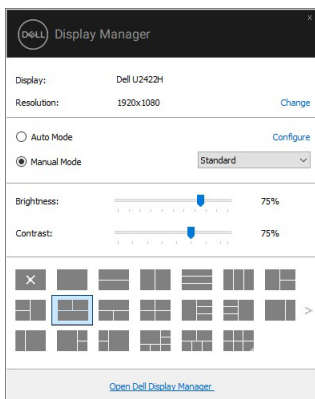 x
DELL Display Manager
Display: Dell U2422H
Resolution: 1920x1080 Change
Auto Mode Configure
Manual Mode Standard
Brightness: 75%
Contrast: 75%
Open Dell Display Manager